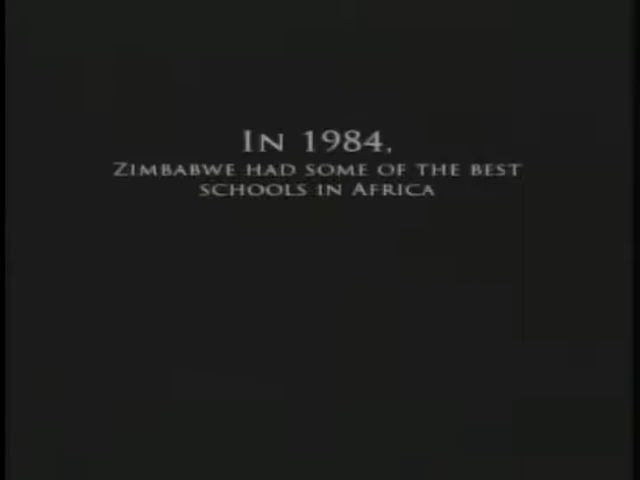 In 1984,
Zimbabwe had some of the best
schools in Africa